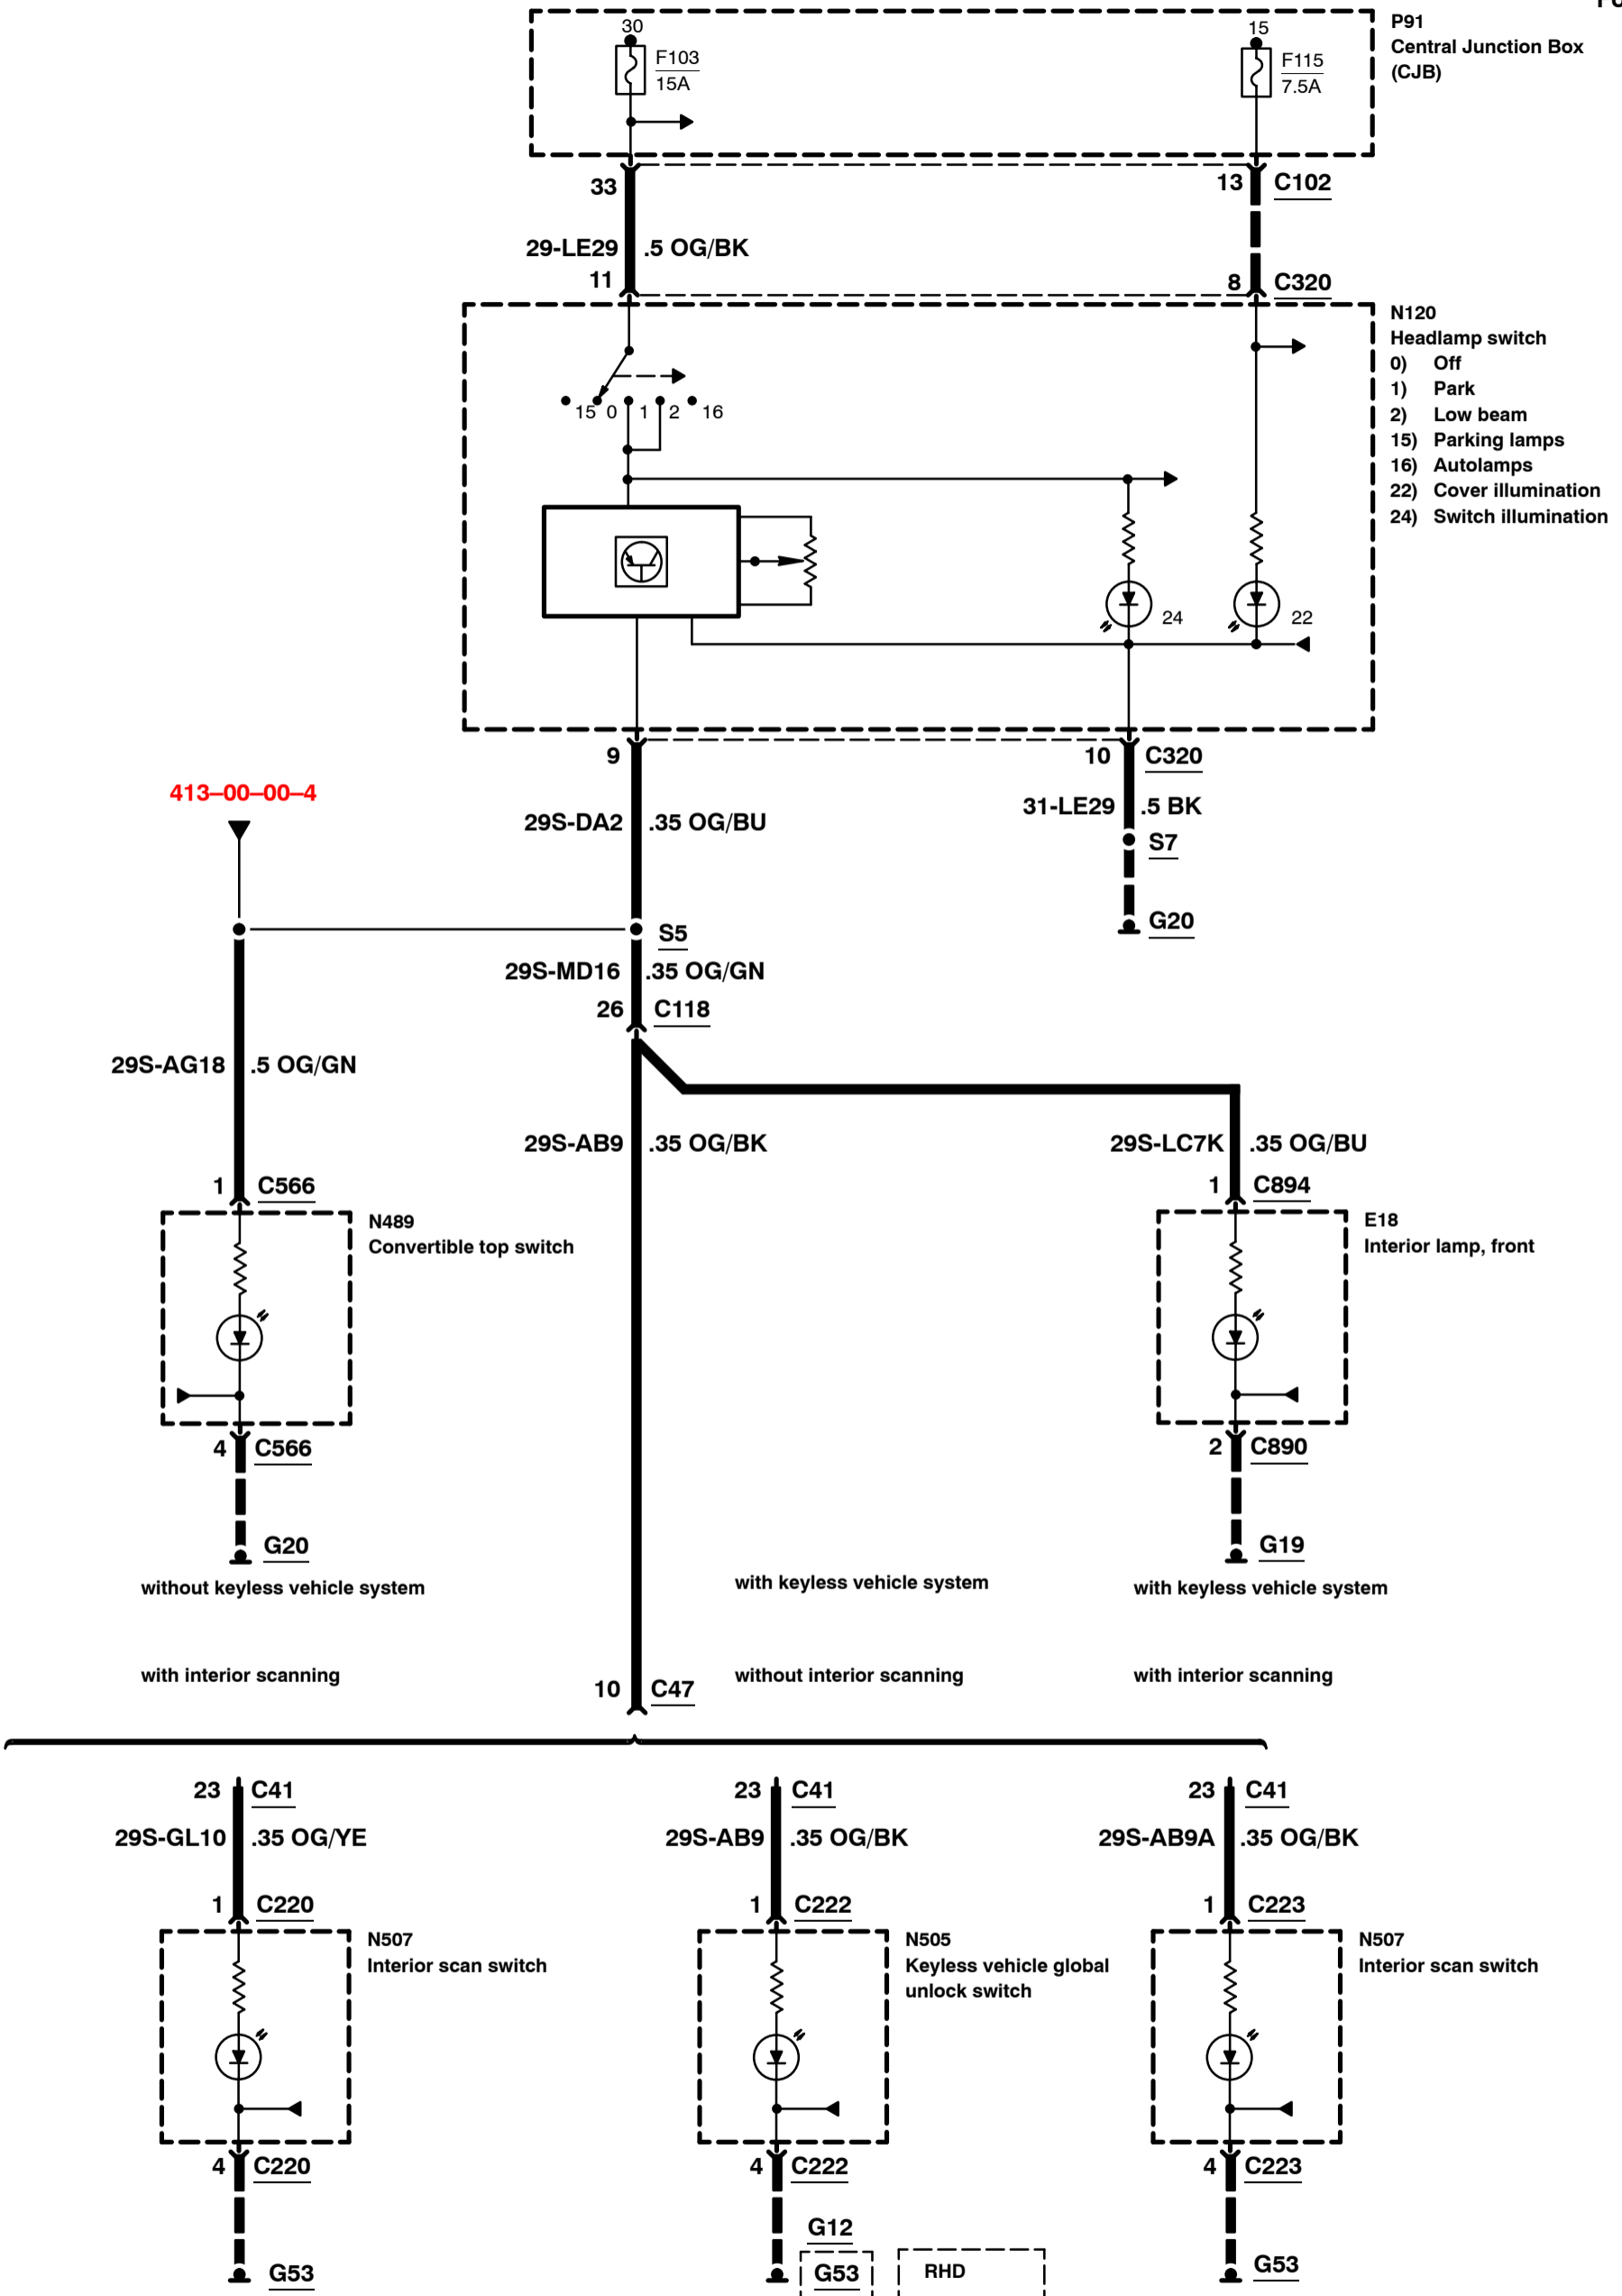 30
F103
15A
15
F115
7.5A
P91
Central Junction Box
(CJB)
33
13 C102
29-LE29 .5 OG/BK
11
8 C320
N120
Headlamp switch
0) Off
1) Park
2) Low beam
15) Parking lamps
16) Autolamps
22) Cover illumination
24) Switch illumination
15 0 1 2 16
24
22
9
10 C320
413–00–00–4
29S-DA2 .35 OG/BU
31-LE29 .5 BK
S7
G20
S5
29S-MD16 .35 OG/GN
26 C118
29S-AG18 .5 OG/GN
29S-AB9 .35 OG/BK
29S-LC7K .35 OG/BU
1 C566
1 C894
N489
Convertible top switch
E18
Interior lamp, front
4 C566
2 C890
G20
G19
without keyless vehicle system
with keyless vehicle system
with keyless vehicle system
with interior scanning
without interior scanning
with interior scanning
10 C47
23 C41
23 C41
23 C41
29S-GL10 .35 OG/YE
29S-AB9 .35 OG/BK
29S-AB9A .35 OG/BK
1 C220
1 C222
1 C223
N507
Interior scan switch
N505
Keyless vehicle global
unlock switch
N507
Interior scan switch
4 C220
4 C222
4 C223
G12
G53
G53
RHD
G53